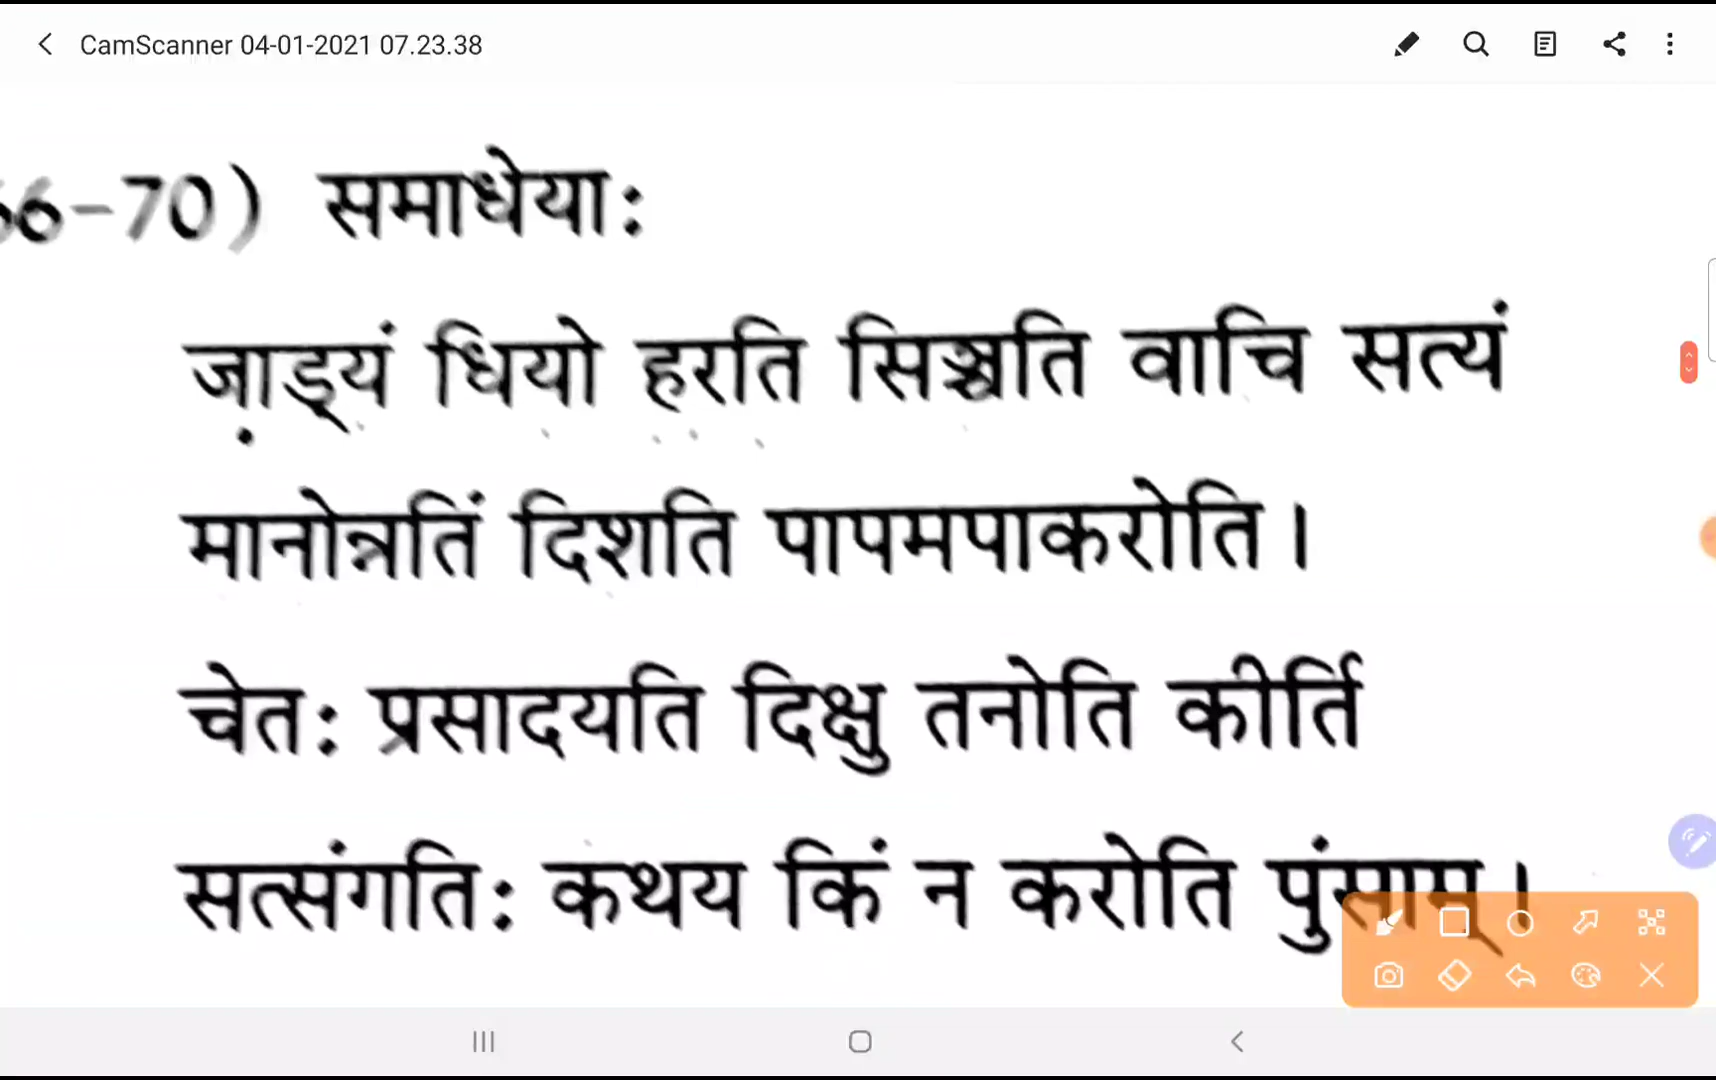 CamScanner 04-01-2021 07.23.38
66-70) समाधेयाः
जाड्यं धियो हरति सिञ्चति वाचि सत्यं
मानोन्नतिं दिशति पापमपाकरोति ।
चेतः प्रसादयति दिक्षु तनोति कीर्ति
सत्संगतिः कथय किं न करोति पुंसाम् ।